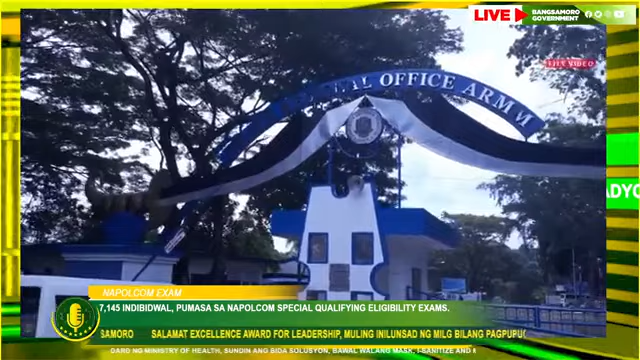 LIVE
BANGSAMORO
GOVERNMENT
FILE VIDEO
AL OFFICE ARMM
ADYO
NAPOLCOM EXAM
7,145 INDIBIDWAL, PUMASA SA NAPOLCOM SPECIAL QUALIFYING ELIGIBILITY EXAMS.
SAMORO SALAMAT EXCELLENCE AWARD FOR LEADERSHIP, MULING INILUNSAD NG MILG BILANG PAGPUPU
DARD NG MINISTRY OF HEALTH, SUNDIN ANG BIDA SOLUSYON, BAWAL WALANG MASK, I-SANITIZE AND